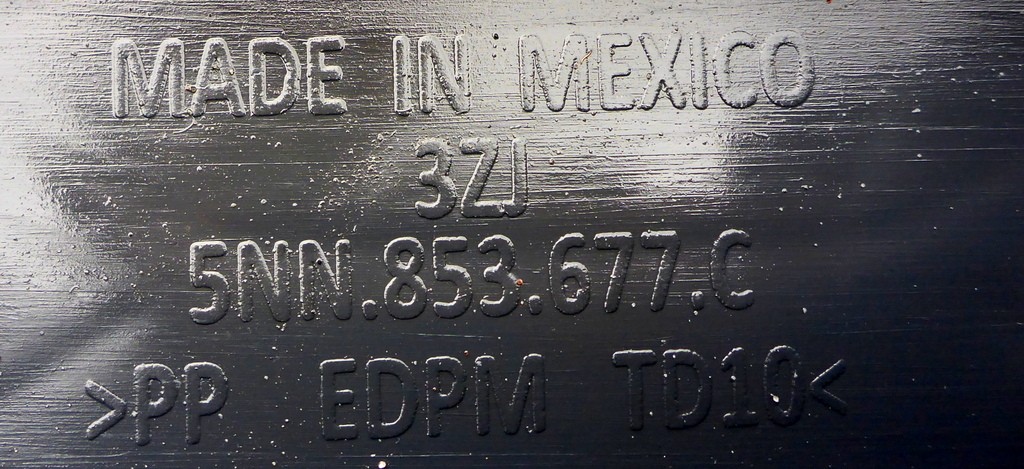 MADE IN MEXICO
3ZJ
5NN.853.677.C
>PP EDPM TD10<